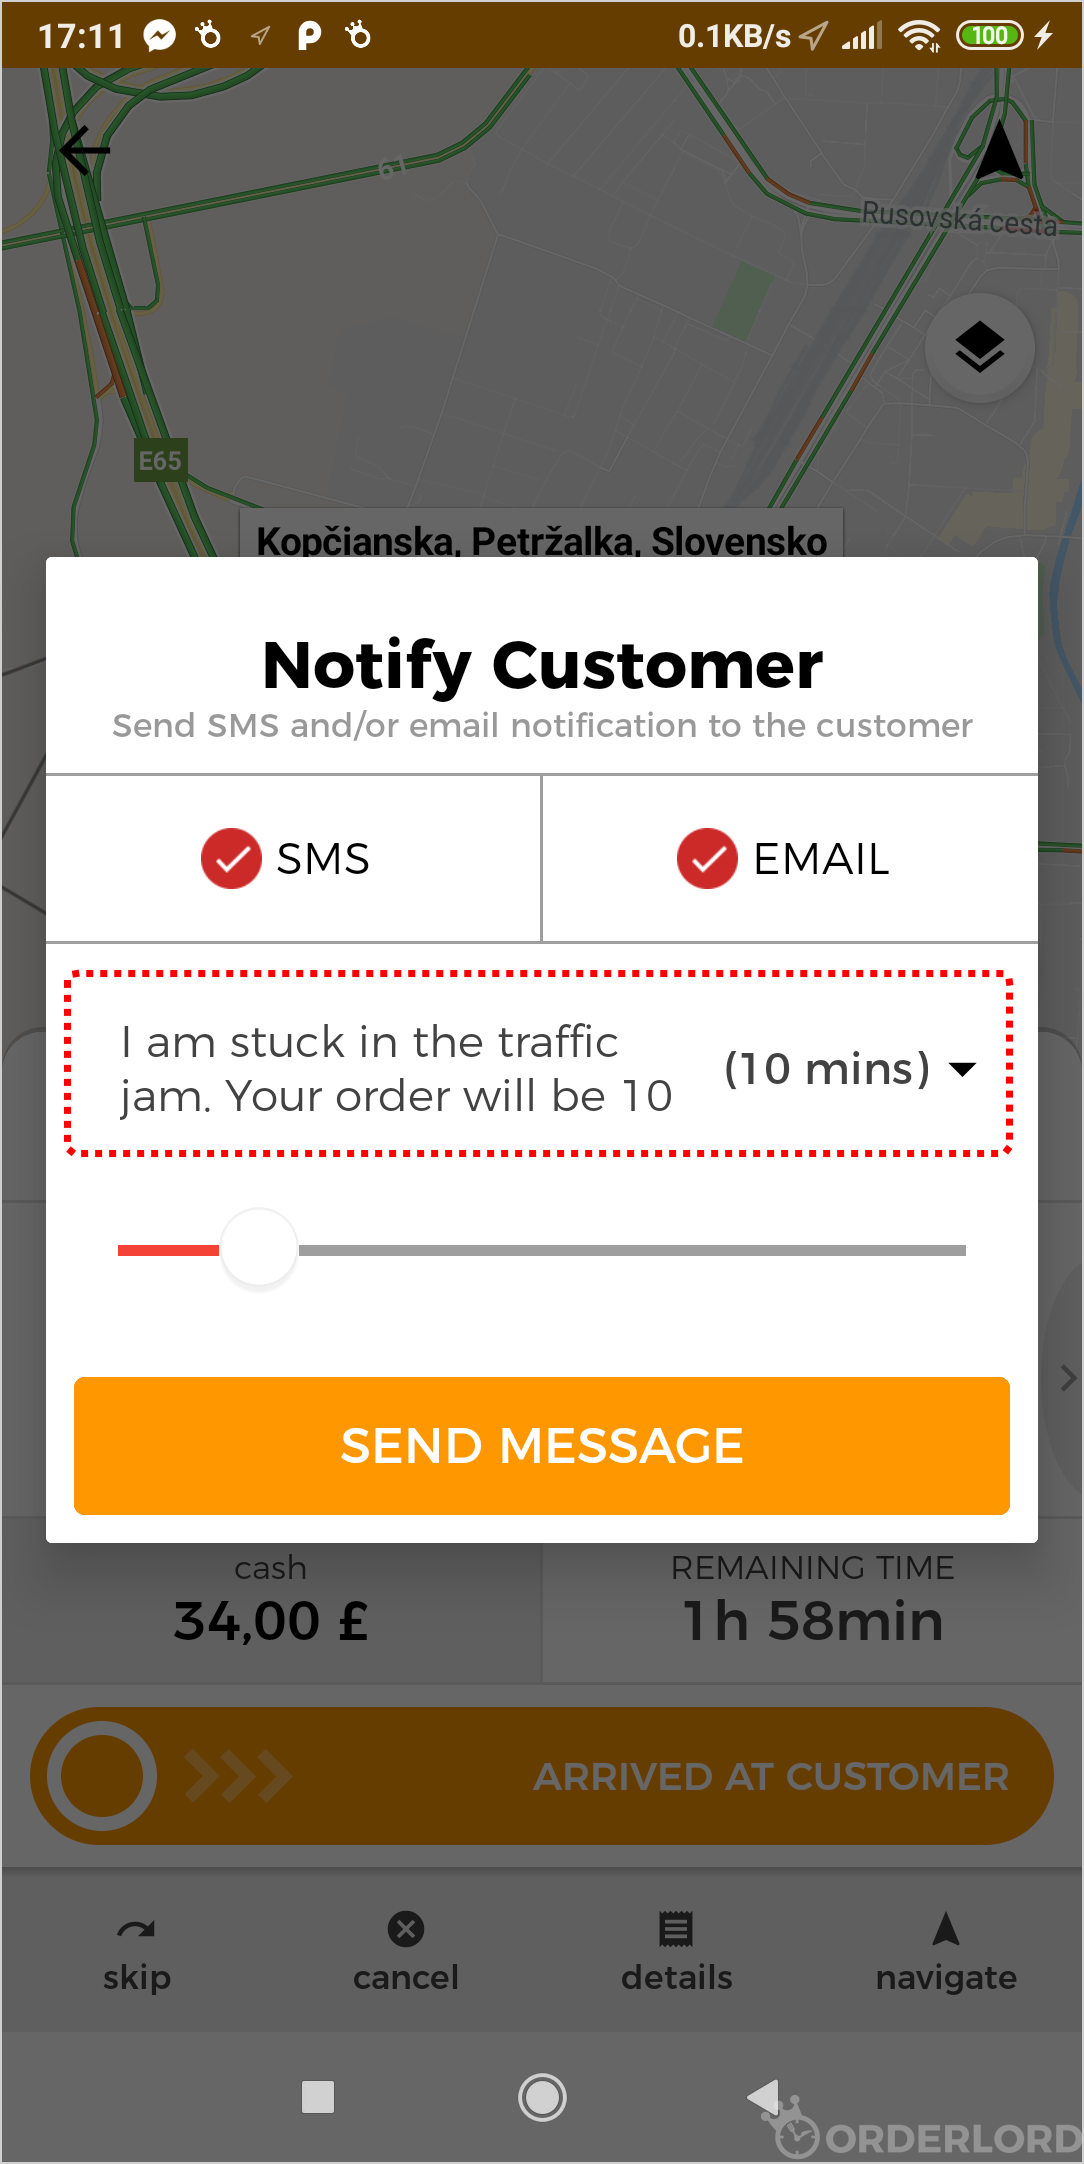 17:11
0.1KB/s
100
61
Rusovská cesta
E65
Kopčianska, Petržalka, Slovensko
Notify Customer
Send SMS and/or email notification to the customer
SMS
EMAIL
I am stuck in the traffic
jam. Your order will be 10
(10 mins)
SEND MESSAGE
cash
34,00 £
REMAINING TIME
1h 58min
ARRIVED AT CUSTOMER
skip
cancel
details
navigate
ORDERLORD